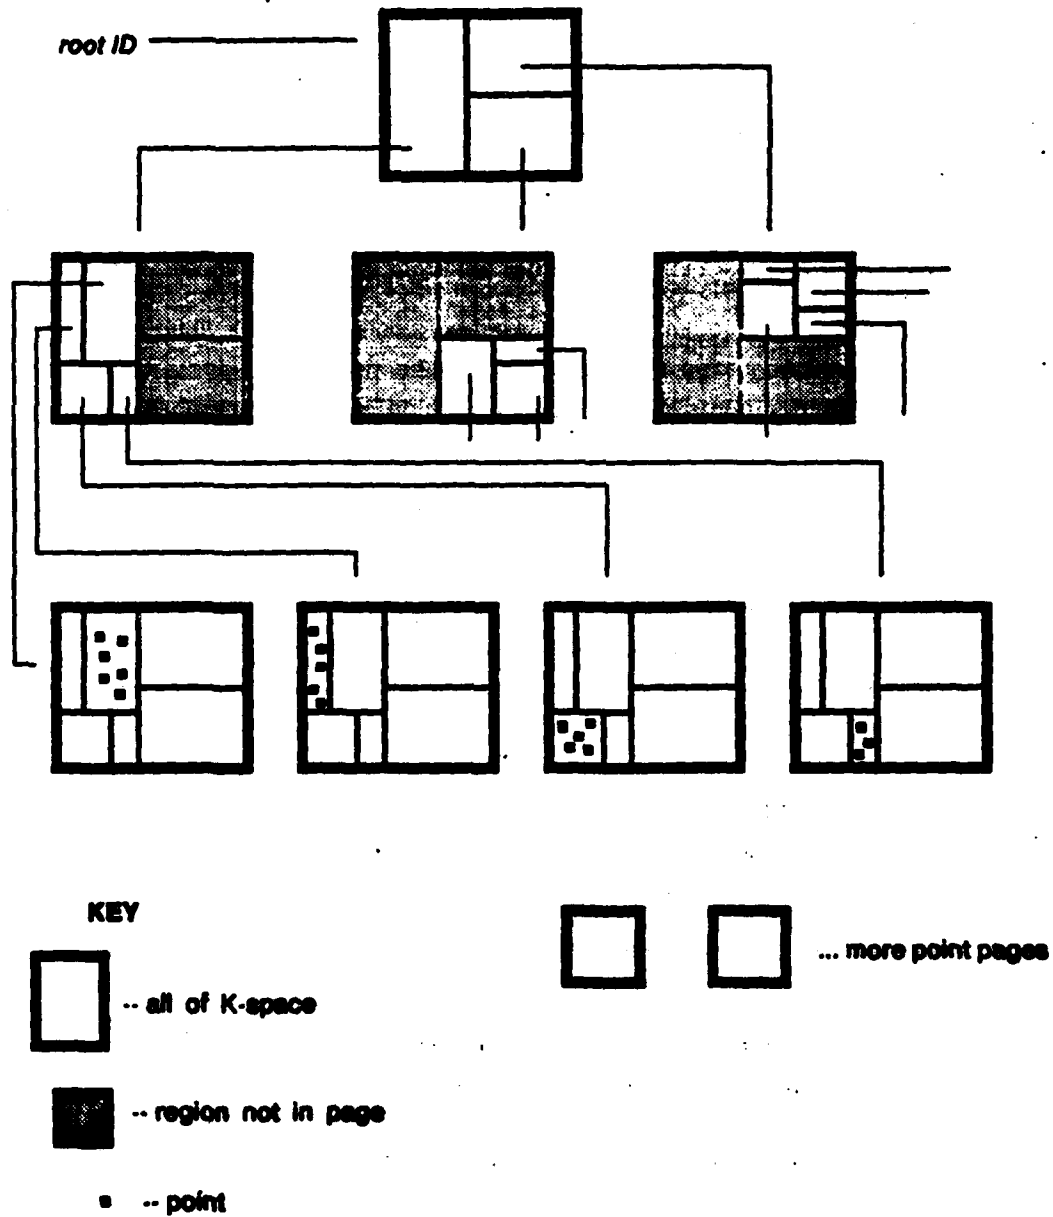 root ID
KEY
... more point pages
-- all of K-space
-- region not in page
-- point